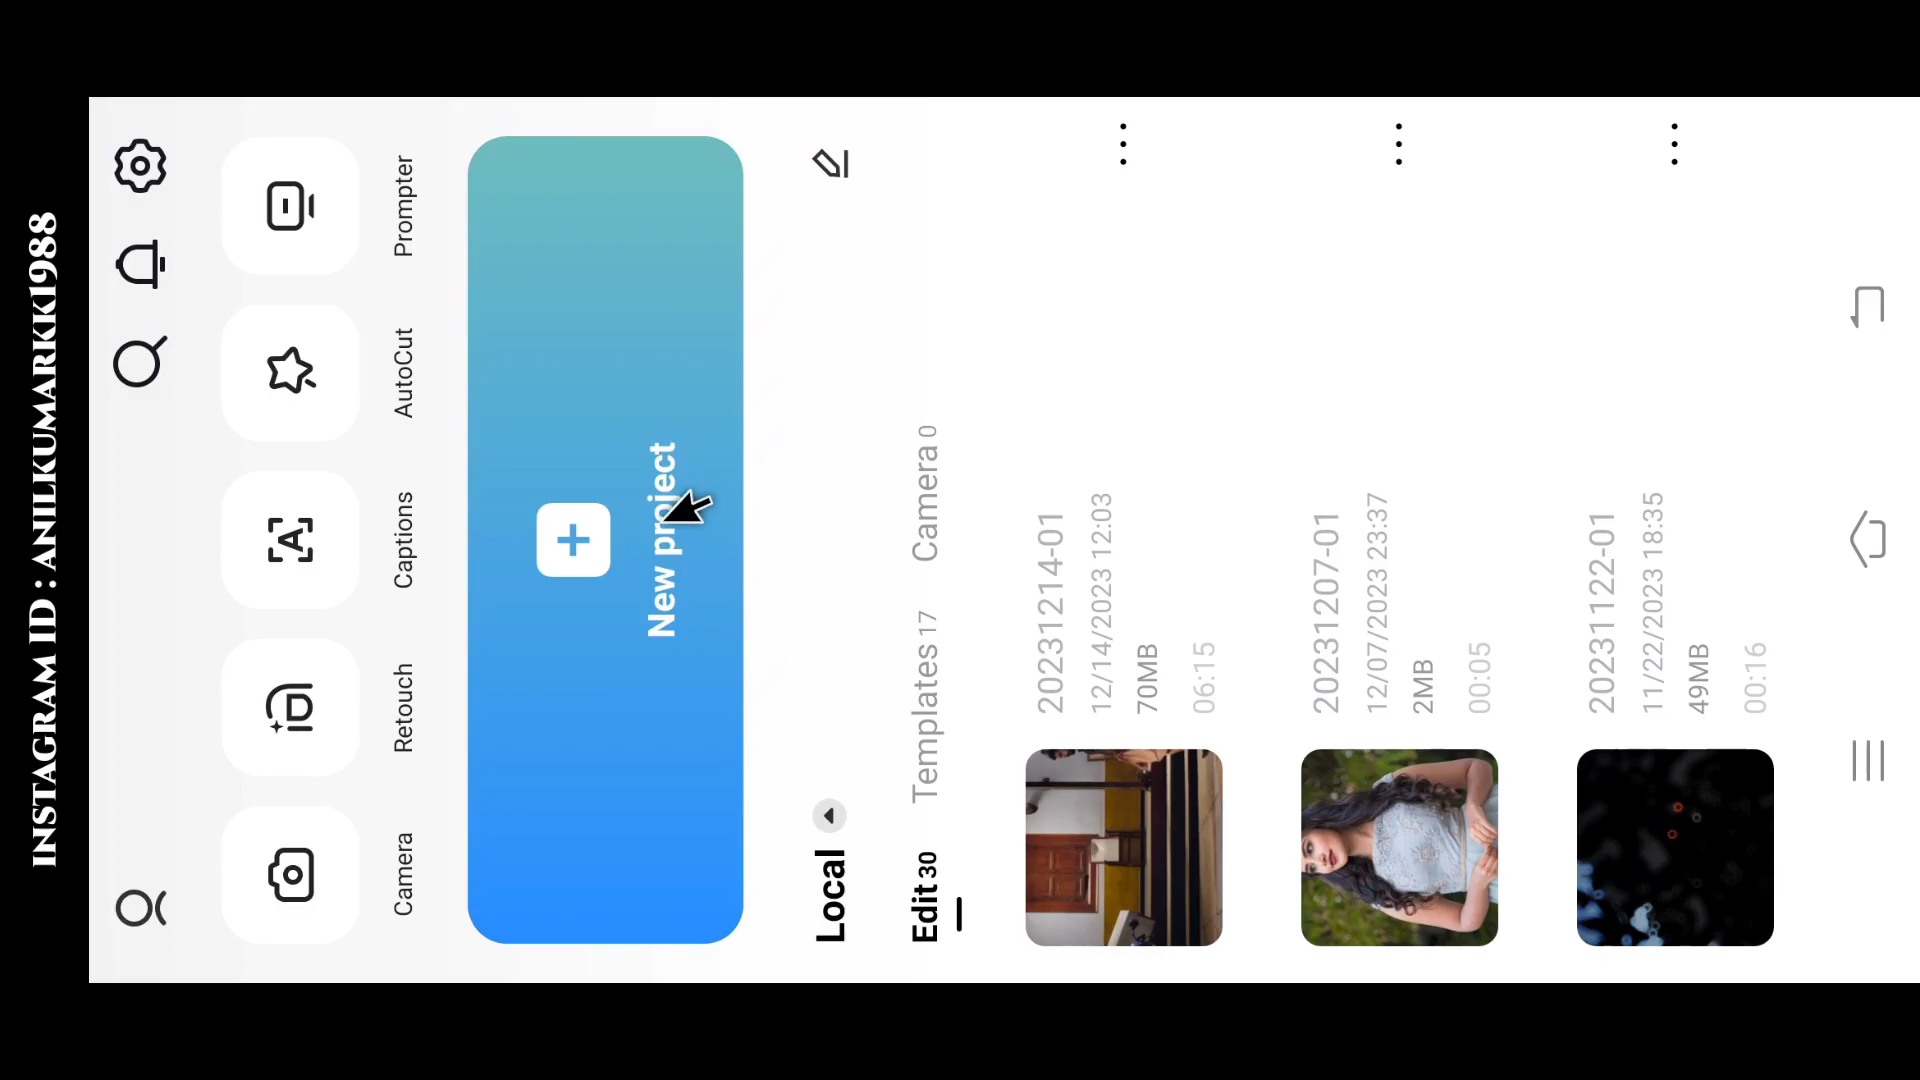 INSTAGRAM ID : ANILKUMARKK1988
Camera
Retouch
Captions
AutoCut
Prompter
New project
Local
Edit 30
Templates 17
Camera 0
20231214-01
12/14/2023 12:03
70MB
06:15
20231207-01
12/07/2023 23:37
2MB
00:05
20231122-01
11/22/2023 18:35
49MB
00:16